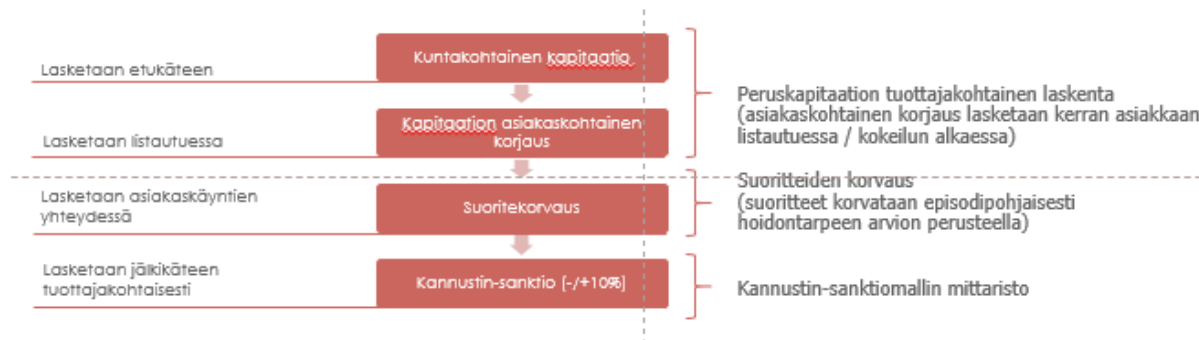 Lasketaan etukäteen
Kuntakohtainen kapitaatio
Lasketaan listautuessa
Kapitaation asiakaskohtainen
korjaus
Peruskapitaation tuottajakohtainen laskenta
(asiakaskohtainen korjaus lasketaan kerran asiakkaan
listautuessa / kokeilun alkaessa)
Lasketaan asiakaskäyntien
yhteydessä
Suoritekorvaus
Suoritteiden korvaus
(suoritteet korvataan episodipohjaisesti
hoidontarpeen arvion perusteella)
Lasketaan jälkikäteen
tuottajakohtaisesti
Kannustin-sanktio [-/+10%]
Kannustin-sanktiomallin mittaristo